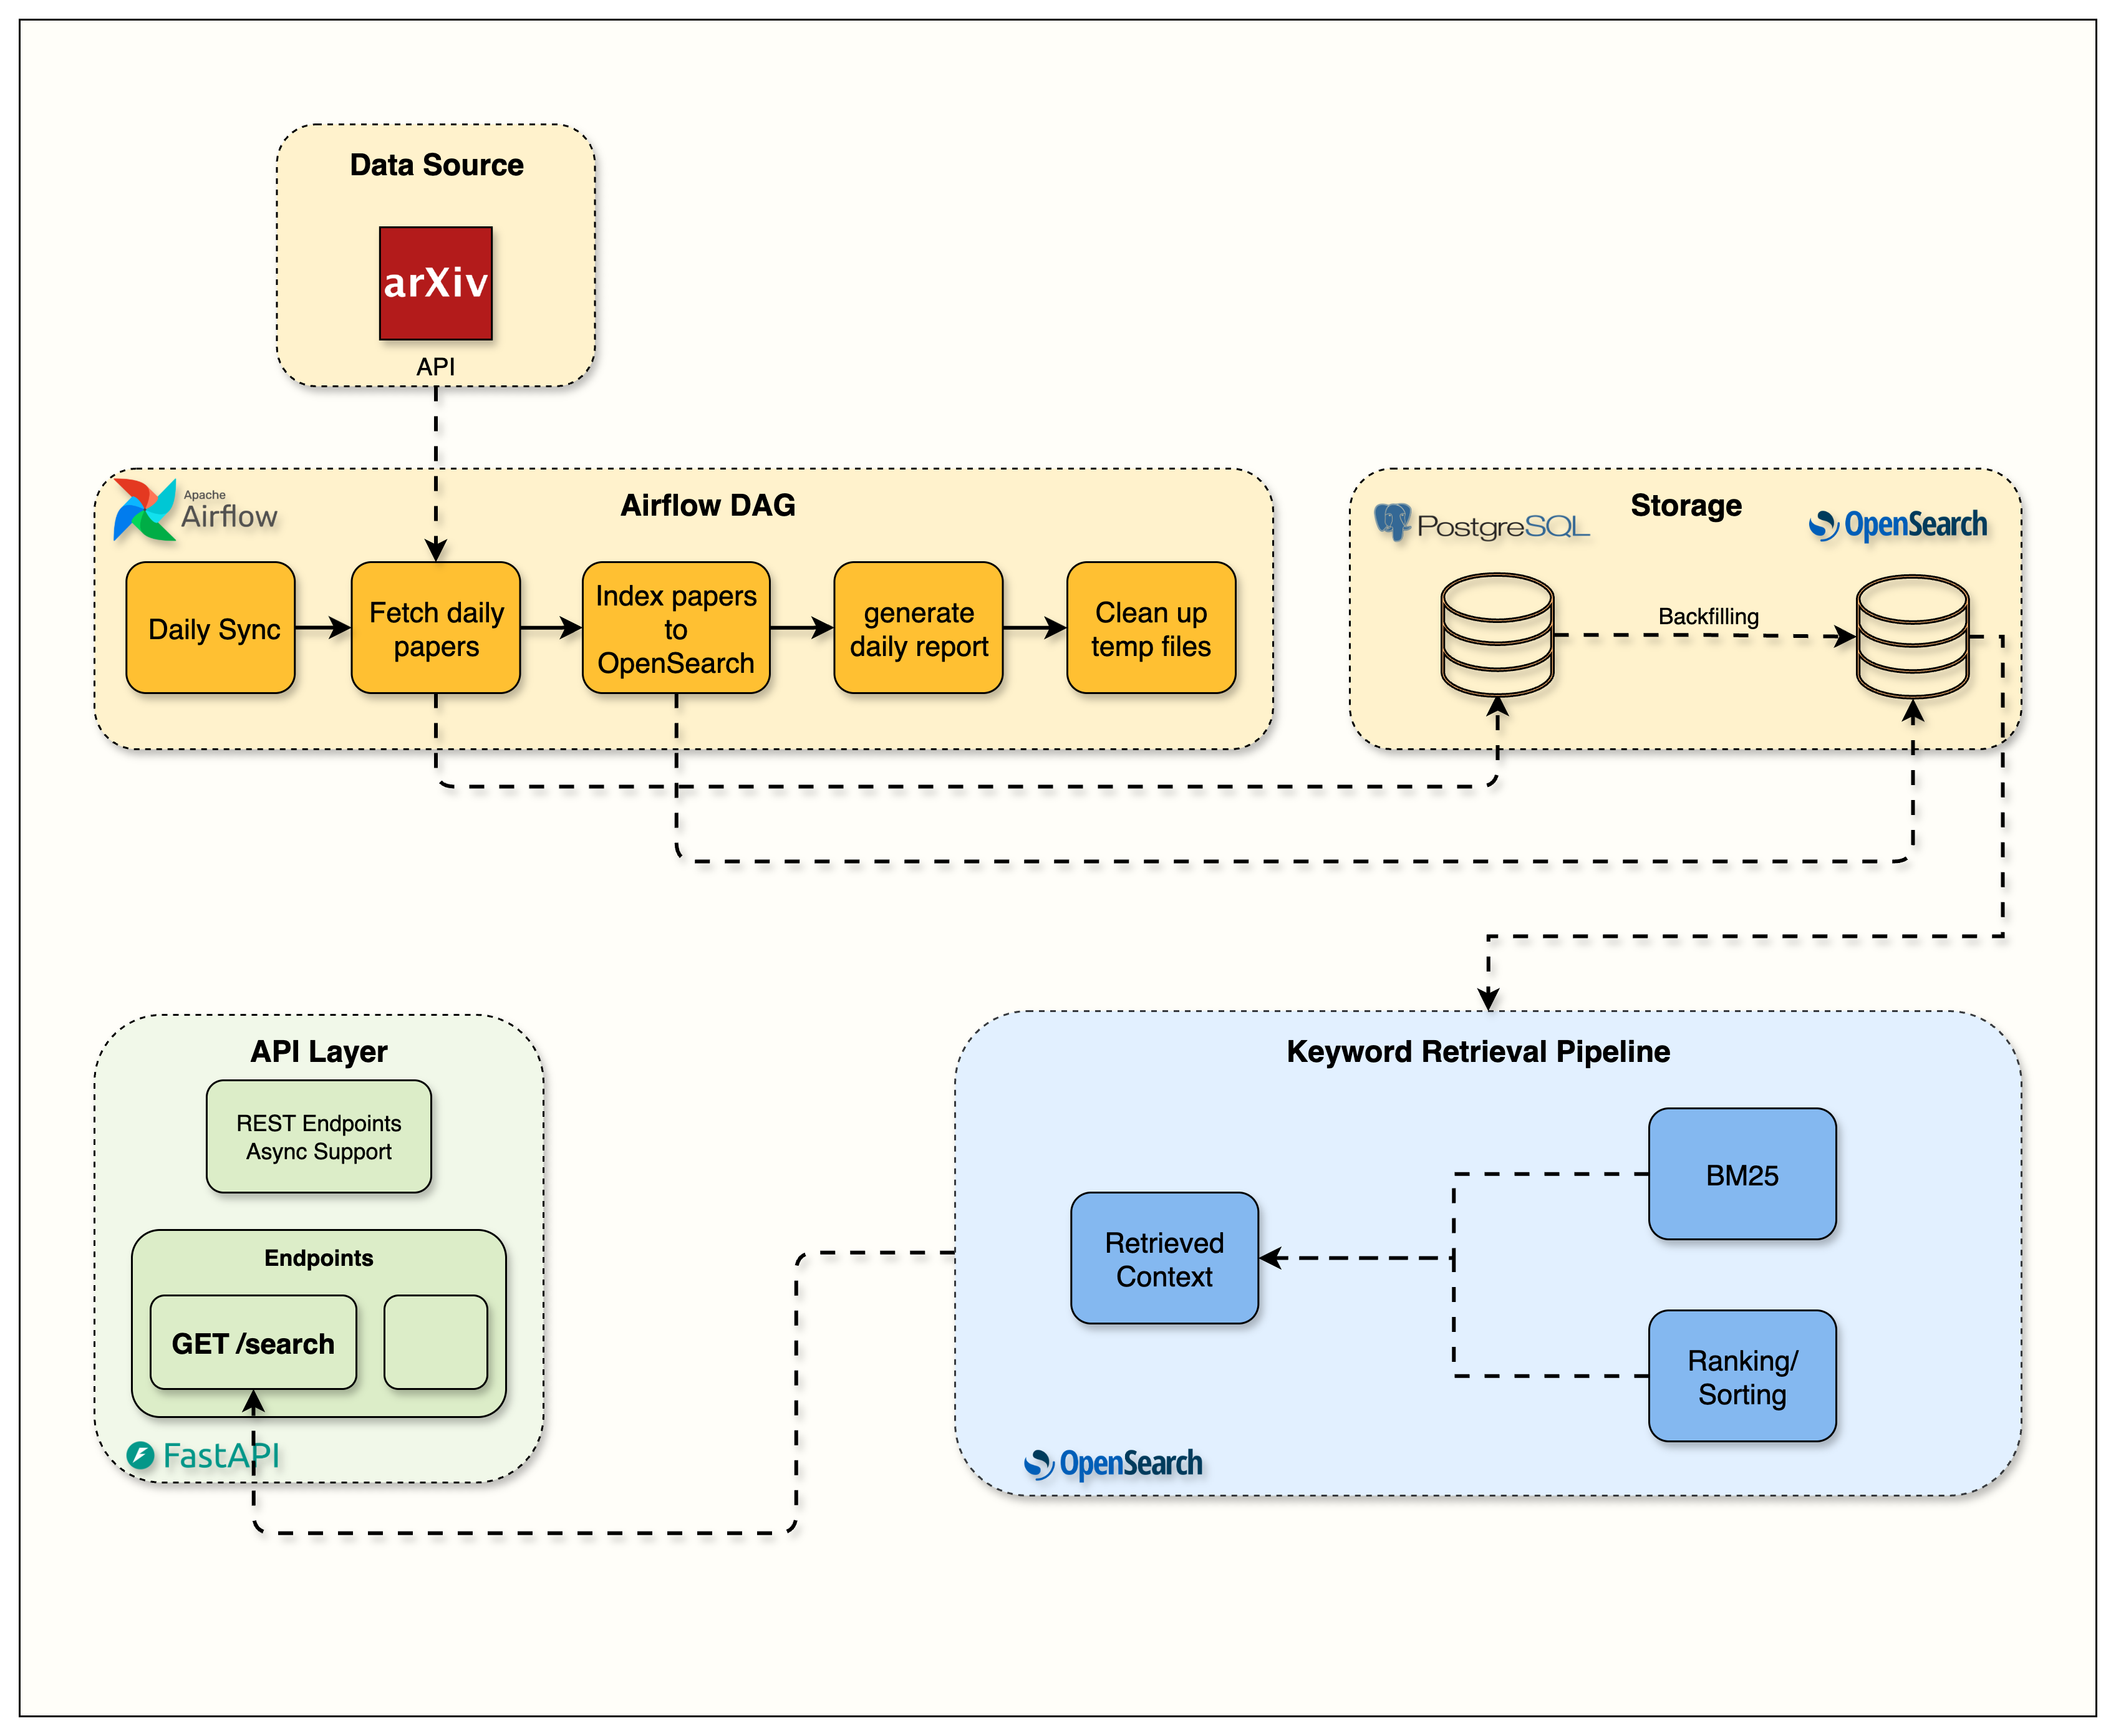 Data Source
arXiv
API
Apache
Airflow
Airflow DAG
Daily Sync
Fetch daily
papers
Index papers
to
OpenSearch
generate
daily report
Clean up
temp files
Storage
PostgreSQL
OpenSearch
Backfilling
API Layer
REST Endpoints
Async Support
Endpoints
GET /search
FastAPI
Keyword Retrieval Pipeline
BM25
Retrieved
Context
Ranking/
Sorting
OpenSearch